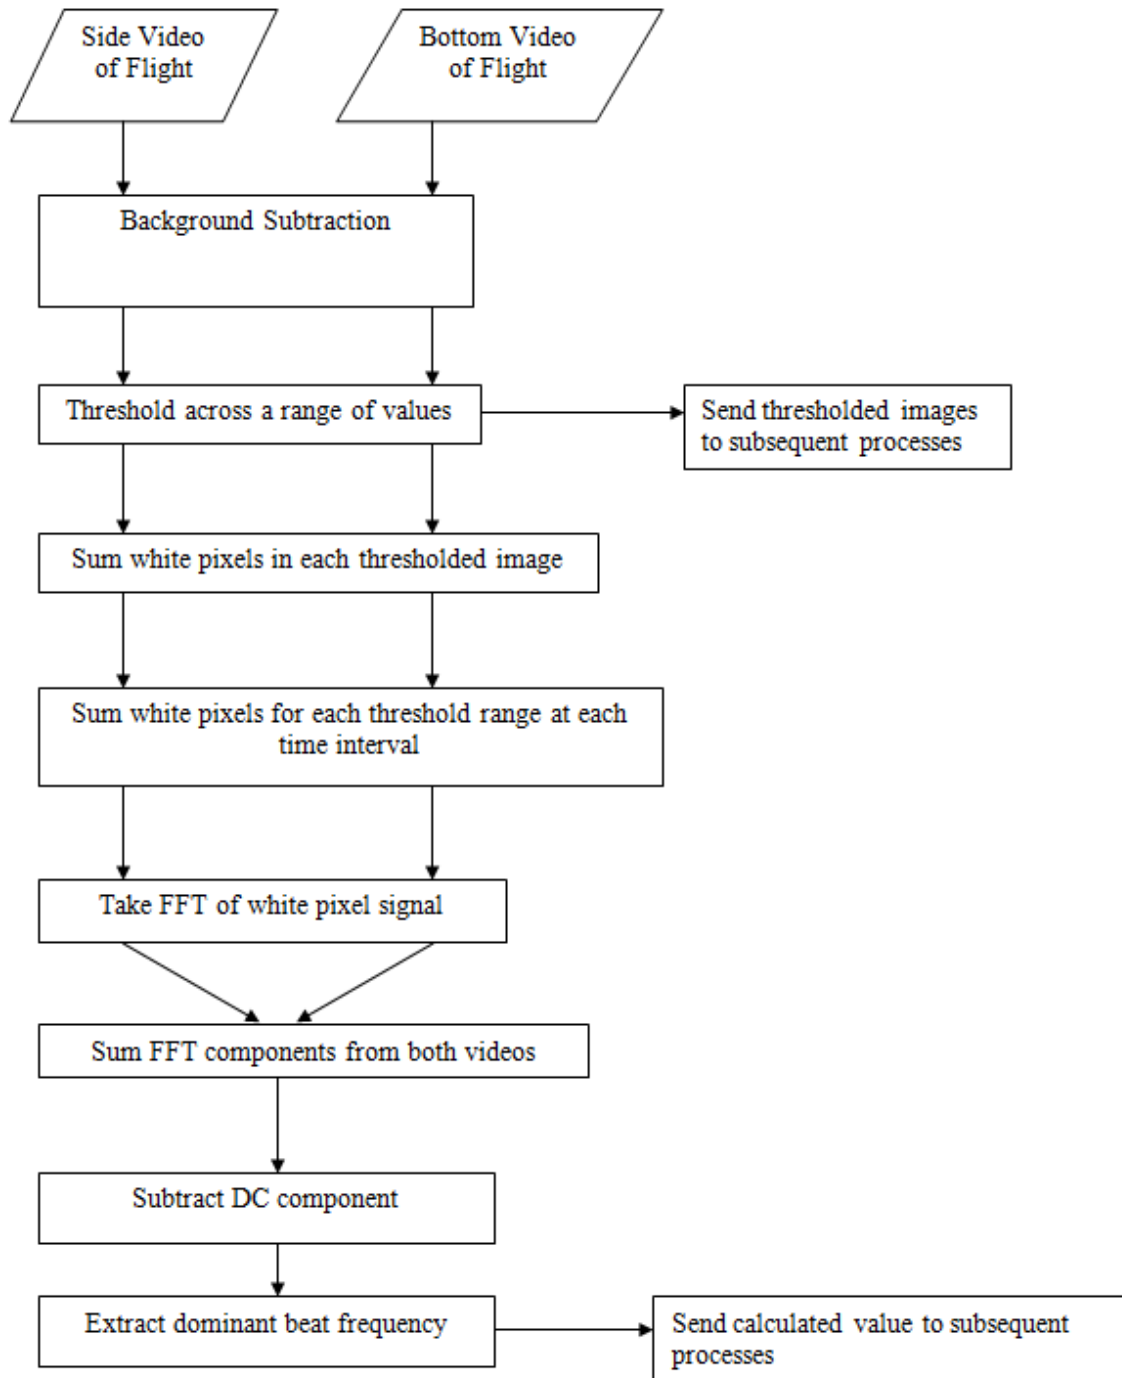 Side Video
of Flight
Bottom Video
of Flight
Background Subtraction
Threshold across a range of values
Send thresholded images
to subsequent processes
Sum white pixels in each thresholded image
Sum white pixels for each threshold range at each
time interval
Take FFT of white pixel signal
Sum FFT components from both videos
Subtract DC component
Extract dominant beat frequency
Send calculated value to subsequent
processes